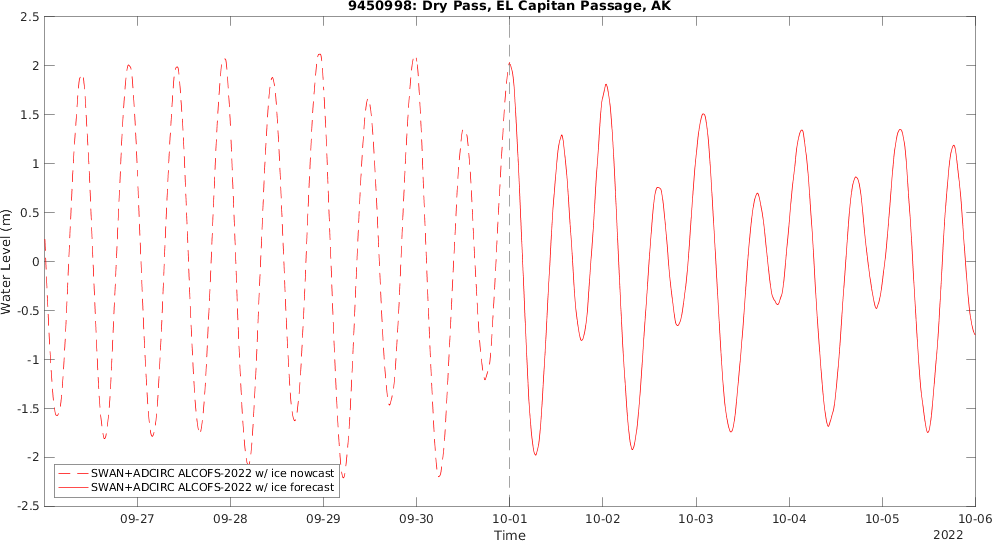 9450998: Dry Pass, EL Capitan Passage, AK
Water Level (m)
2.5
2
1.5
1
0.5
0
-0.5
-1
-1.5
-2
-2.5
SWAN+ADCIRC ALCOFS-2022 w/ ice nowcast
SWAN+ADCIRC ALCOFS-2022 w/ ice forecast
09-27 09-28 09-29 09-30 10-01 10-02 10-03 10-04 10-05 10-06
Time
2022